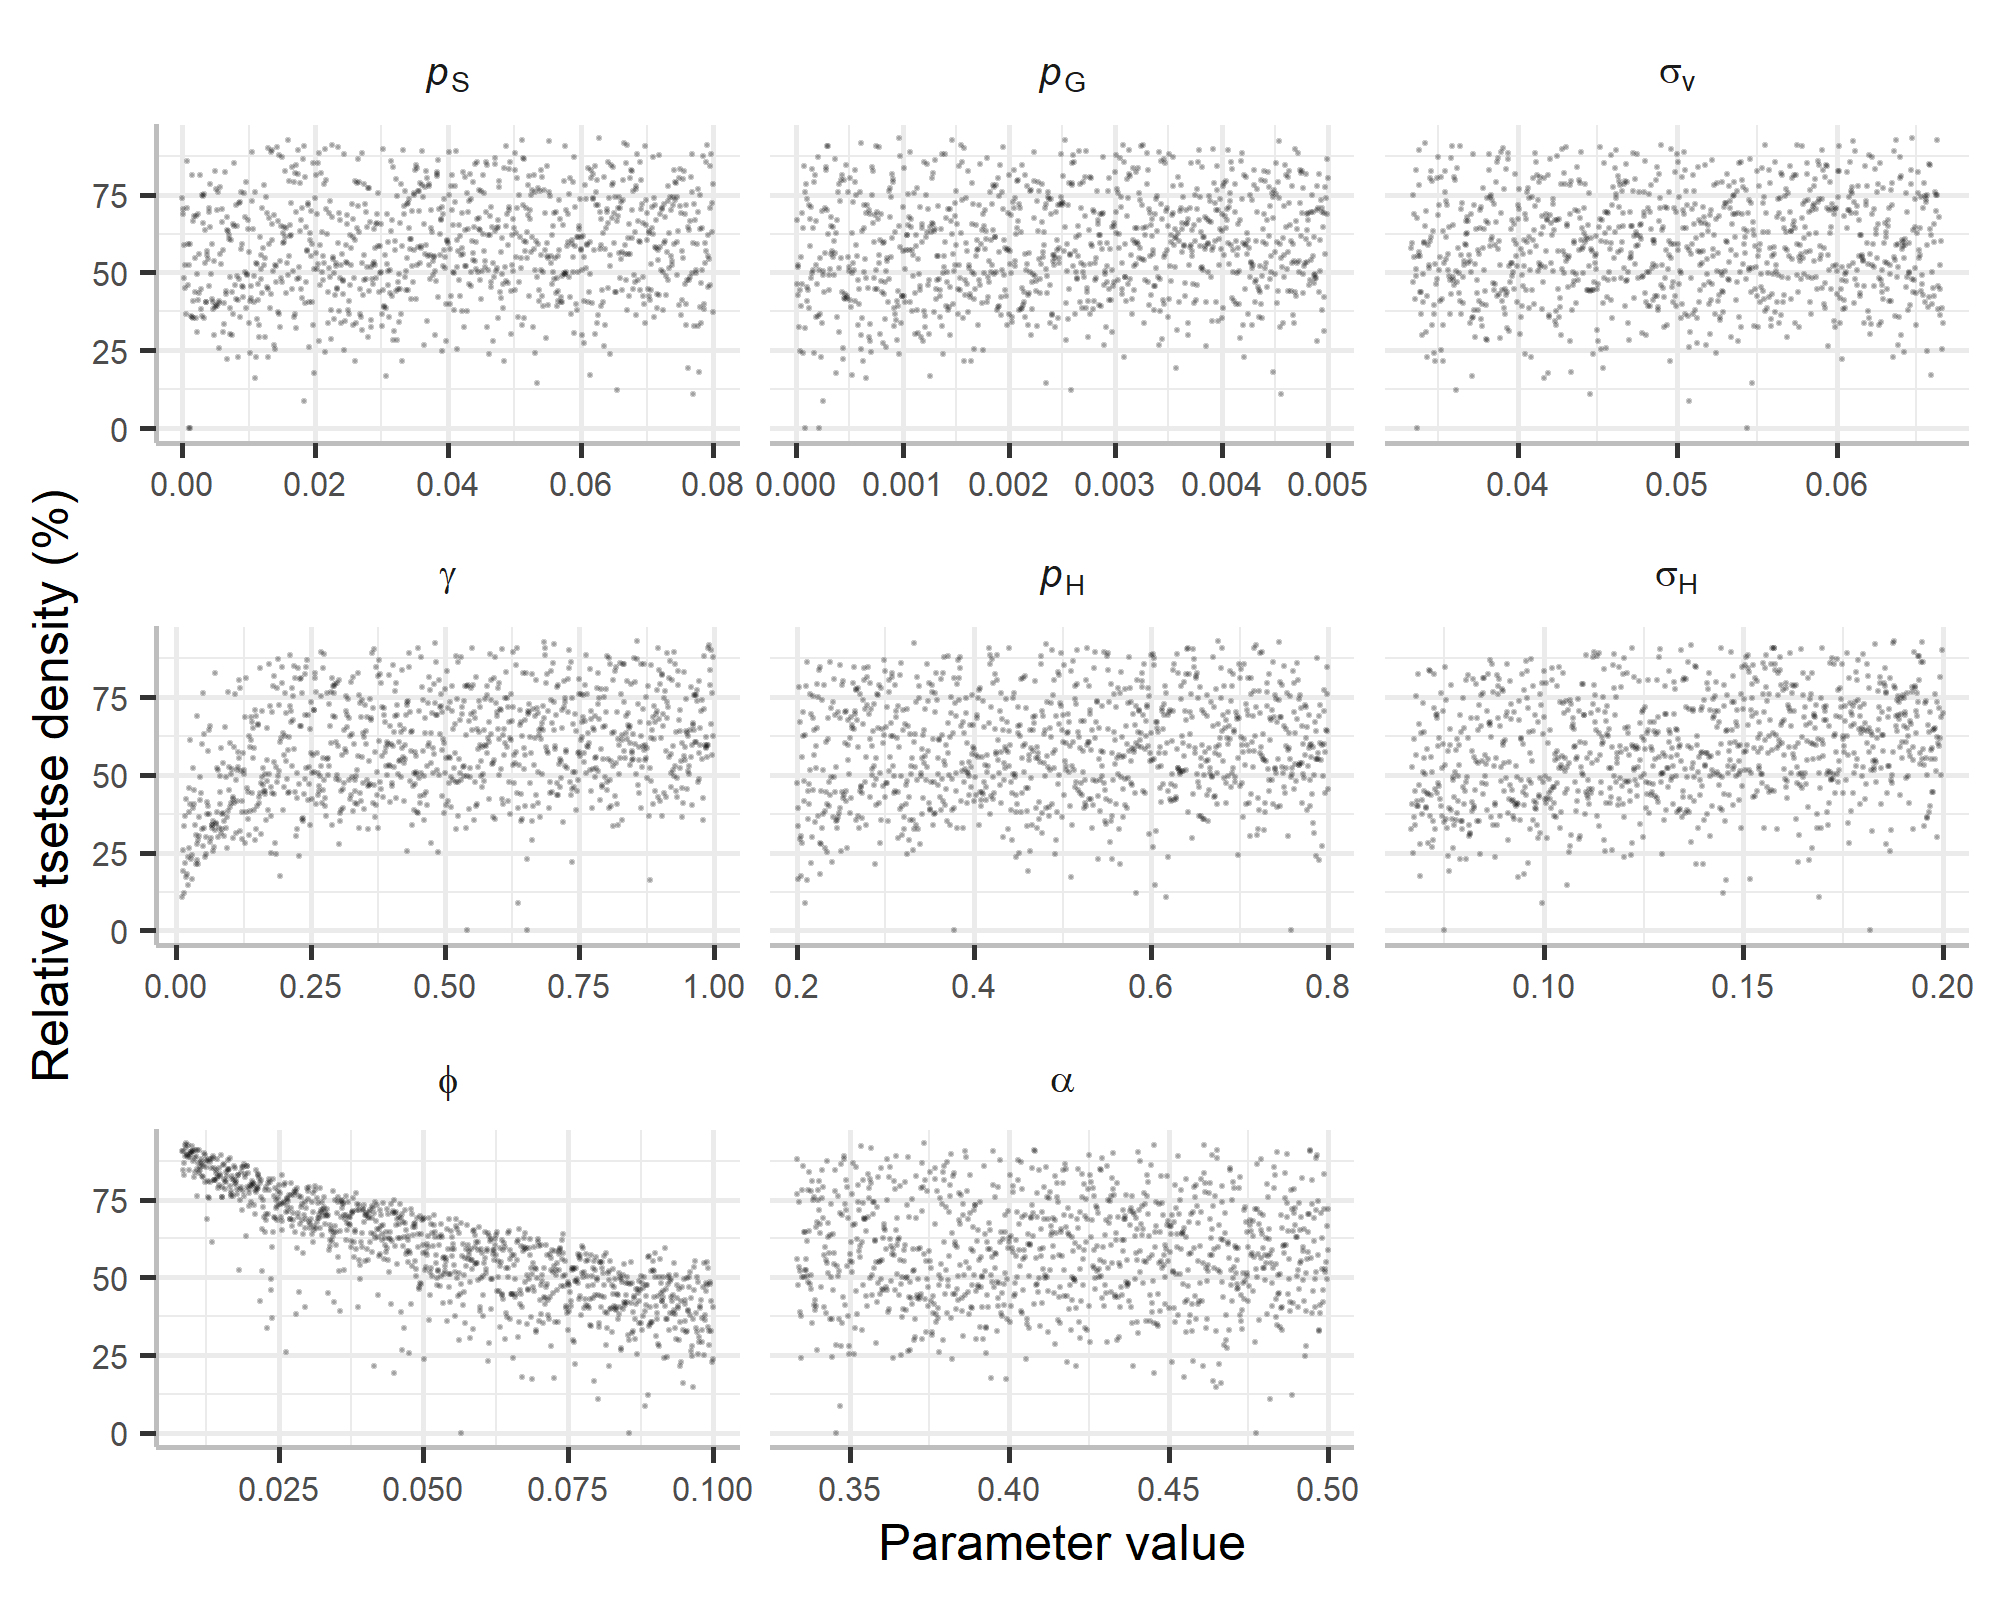 pS
pG
σv
75
50
25
0
0.00 0.02 0.04 0.06 0.08
0.000 0.001 0.002 0.003 0.004 0.005
0.04 0.05 0.06
γ
pH
σH
75
50
25
0
0.00 0.25 0.50 0.75 1.00
0.2 0.4 0.6 0.8
0.10 0.15 0.20
ϕ
α
75
50
25
0
0.025 0.050 0.075 0.100
0.35 0.40 0.45 0.50
Relative tsetse density (%)
Parameter value